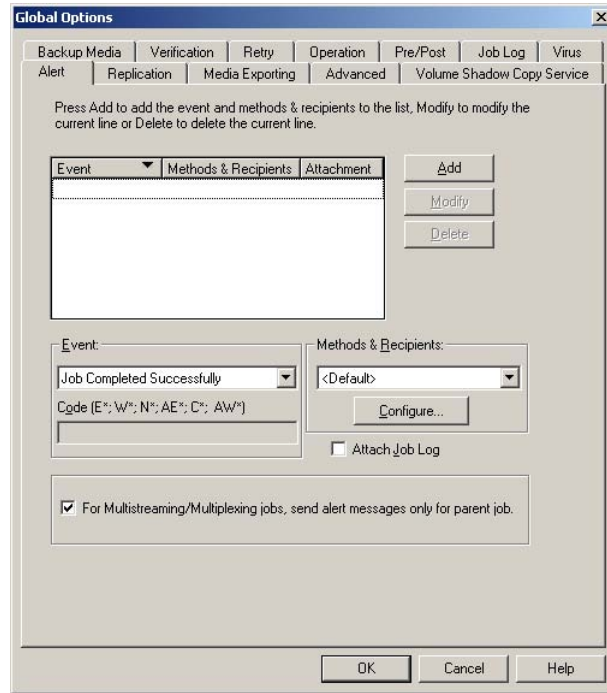 Global Options
Backup Media Verification Retry Operation Pre/Post Job Log Virus
Alert Replication Media Exporting Advanced Volume Shadow Copy Service
Press Add to add the event and methods & recipients to the list, Modify to modify the
current line or Delete to delete the current line.
Event Methods & Recipients Attachment
Add
Modify
Delete
Event: Methods & Recipients:
Job Completed Successfully <Default>
Code (E*; W*; N*; AE*; C*; AW*) Configure...
Attach Job Log
For Multistreaming/Multiplexing jobs, send alert messages only for parent job.
OK Cancel Help